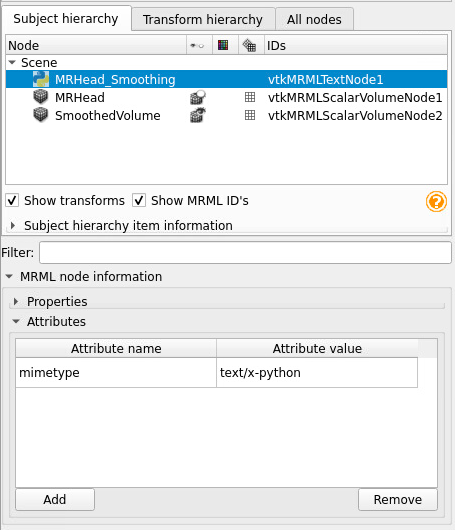 Subject hierarchy Transform hierarchy All nodes
Node IDs
Scene
MRHead_Smoothing vtkMRMLTextNode1
MRHead vtkMRMLScalarVolumeNode1
SmoothedVolume vtkMRMLScalarVolumeNode2
Show transforms Show MRML ID's ?
Subject hierarchy item information
Filter:
MRML node information
Properties
Attributes
Attribute name Attribute value
mimetype text/x-python
Add Remove